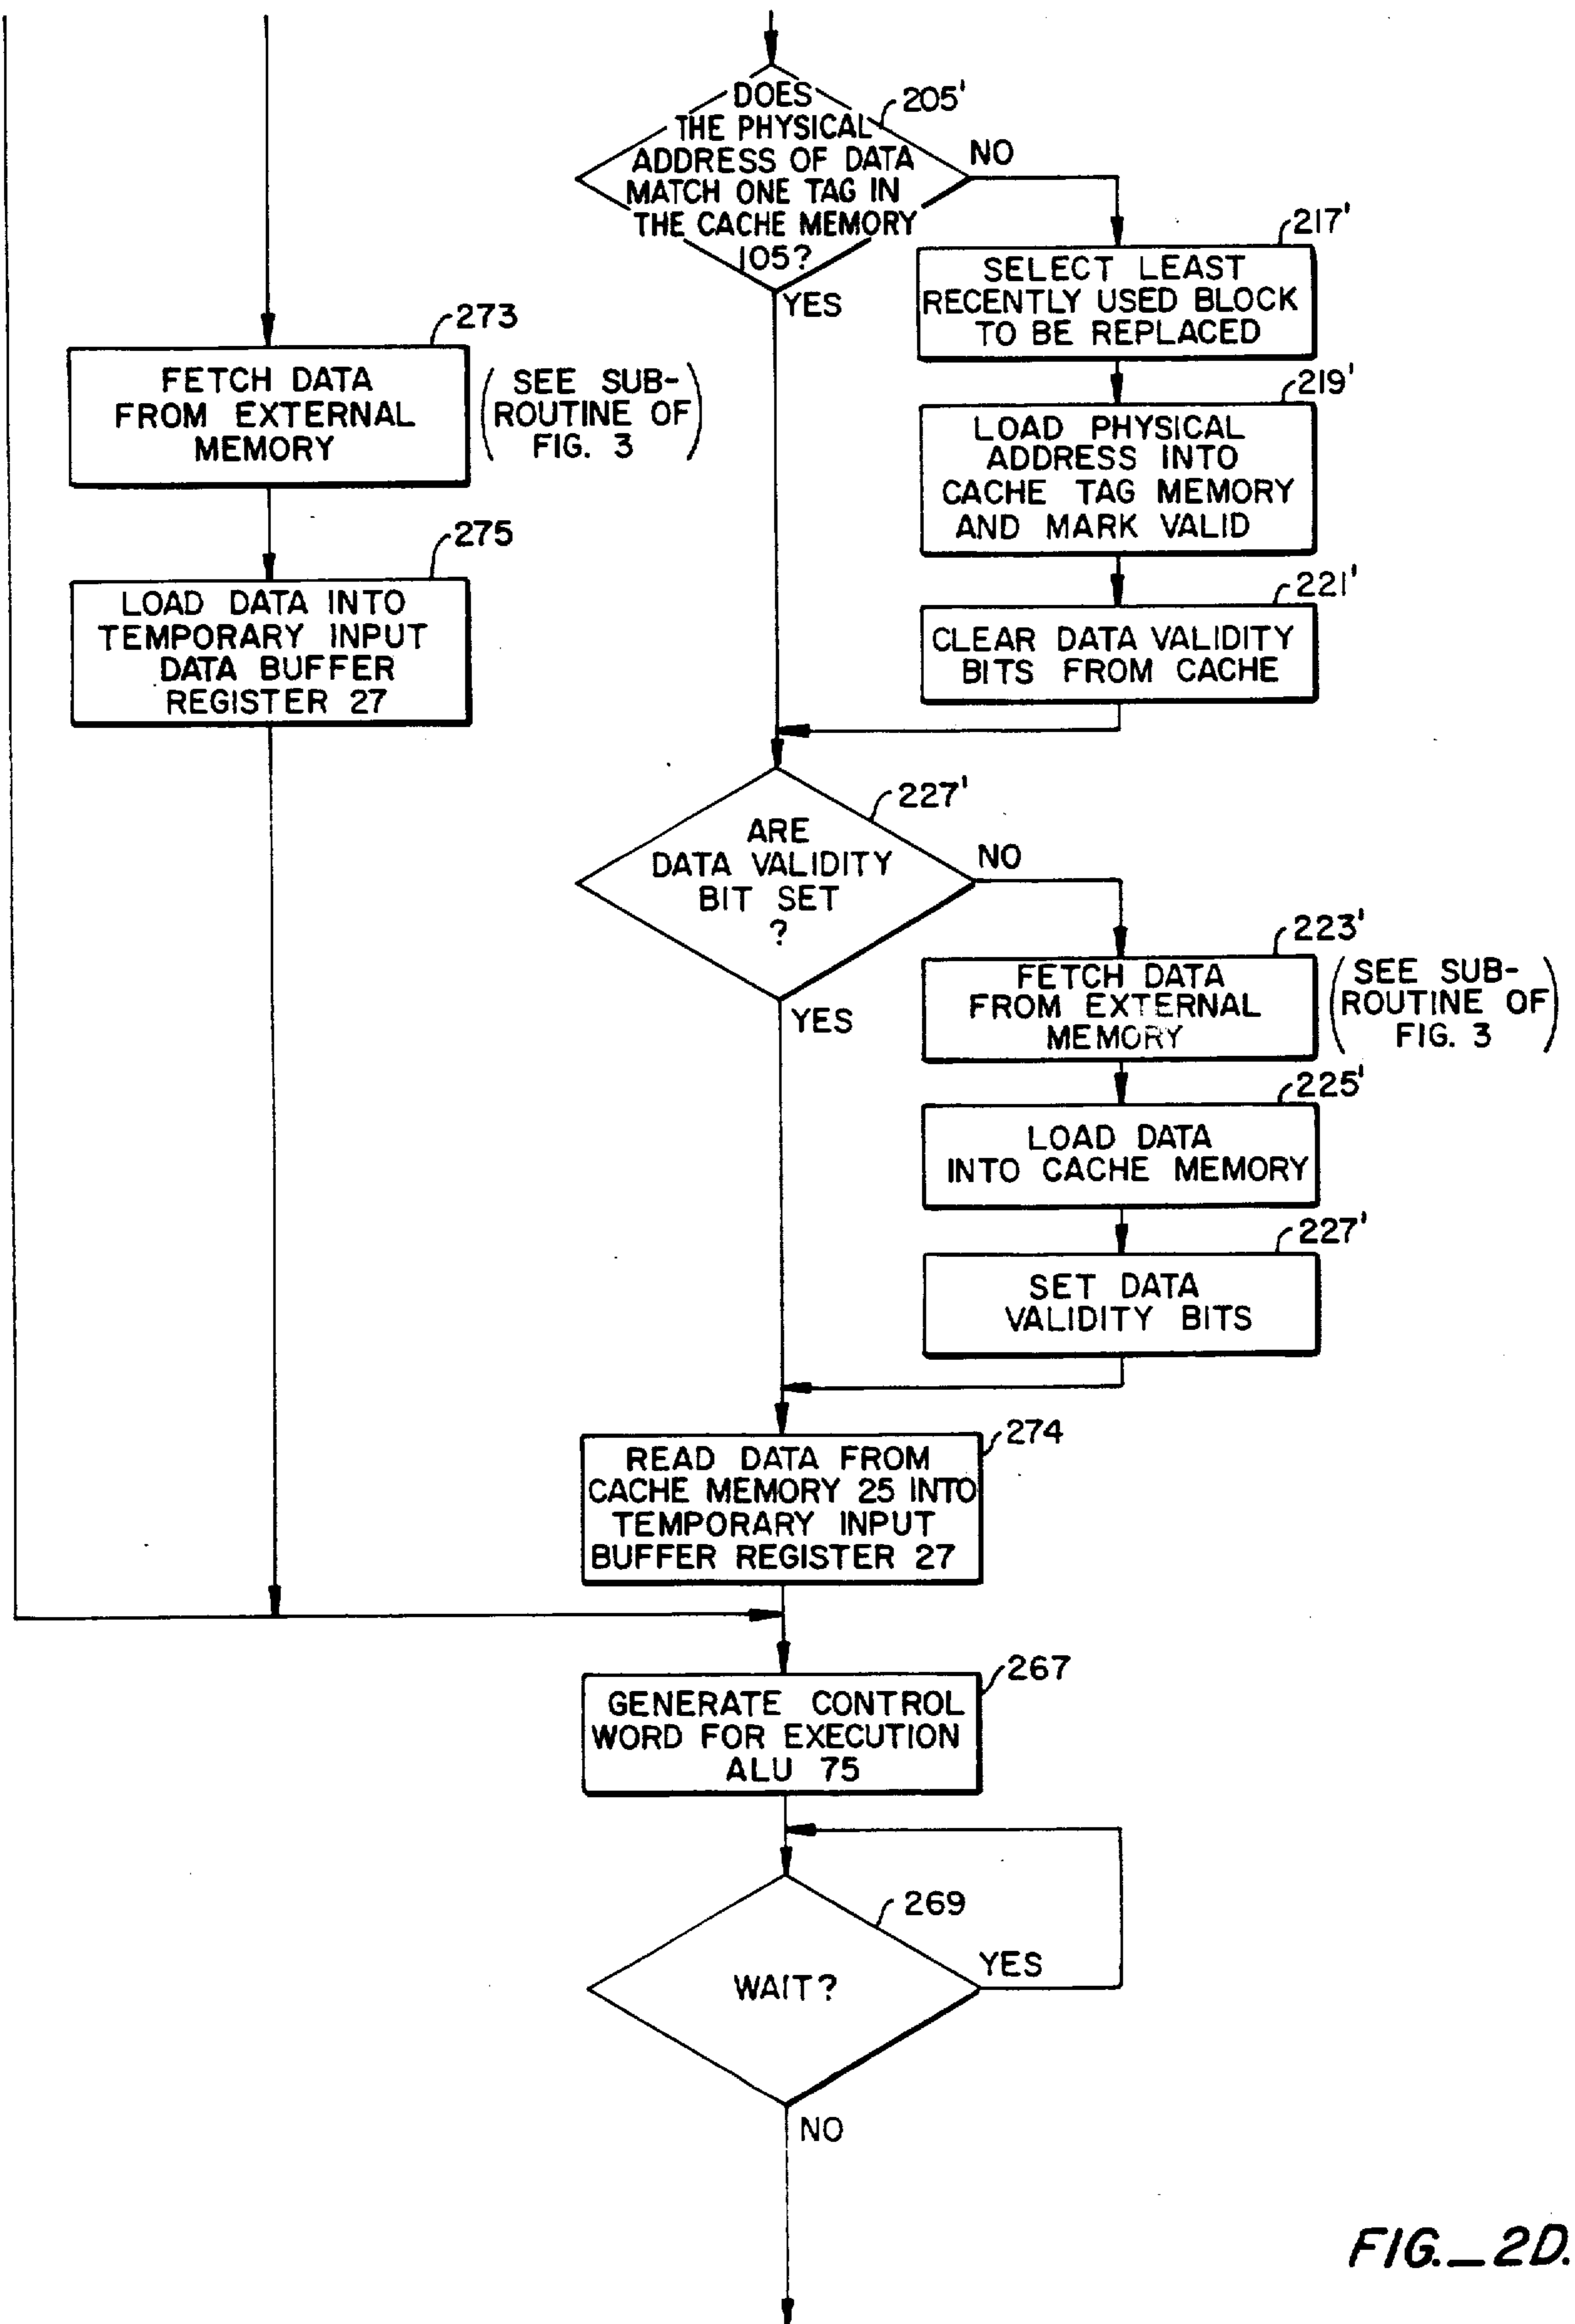 DOES
THE PHYSICAL
ADDRESS OF DATA
MATCH ONE TAG IN
THE CACHE MEMORY
105?
205'
NO
YES
217'
SELECT LEAST
RECENTLY USED BLOCK
TO BE REPLACED
273
FETCH DATA
FROM EXTERNAL
MEMORY
(SEE SUB-
ROUTINE OF
FIG. 3)
219'
LOAD PHYSICAL
ADDRESS INTO
CACHE TAG MEMORY
AND MARK VALID
275
LOAD DATA INTO
TEMPORARY INPUT
DATA BUFFER
REGISTER 27
221'
CLEAR DATA VALIDITY
BITS FROM CACHE
227'
ARE
DATA VALIDITY
BIT SET
?
NO
YES
223'
FETCH DATA
FROM EXTERNAL
MEMORY
(SEE SUB-
ROUTINE OF
FIG. 3)
225'
LOAD DATA
INTO CACHE MEMORY
227'
SET DATA
VALIDITY BITS
274
READ DATA FROM
CACHE MEMORY 25 INTO
TEMPORARY INPUT
BUFFER REGISTER 27
267
GENERATE CONTROL
WORD FOR EXECUTION
ALU 75
269
WAIT?
YES
NO
FIG._2D.